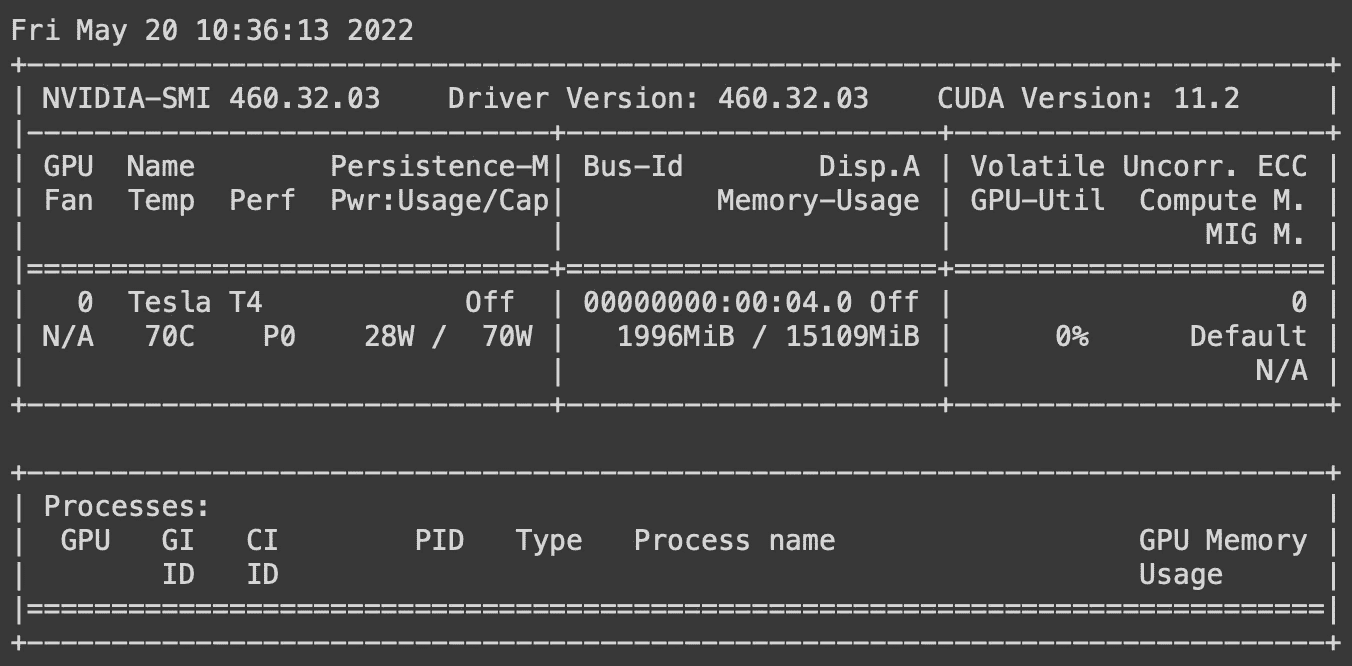 Fri May 20 10:36:13 2022
+-----------------------------------------------------------------------------+
| NVIDIA-SMI 460.32.03    Driver Version: 460.32.03    CUDA Version: 11.2     |
|-------------------------------+----------------------+----------------------+
| GPU  Name        Persistence-M| Bus-Id        Disp.A | Volatile Uncorr. ECC |
| Fan  Temp  Perf  Pwr:Usage/Cap|         Memory-Usage | GPU-Util  Compute M. |
|                               |                      |               MIG M. |
|===============================+======================+======================|
|   0  Tesla T4            Off  | 00000000:00:04.0 Off |                    0 |
| N/A   70C    P0    28W /  70W |   1996MiB / 15109MiB |      0%      Default |
|                               |                      |                  N/A |
+-------------------------------+----------------------+----------------------+

+-----------------------------------------------------------------------------+
| Processes:                                                                  |
|  GPU   GI   CI        PID   Type   Process name                  GPU Memory |
|        ID   ID                                                   Usage      |
|=============================================================================|
+-----------------------------------------------------------------------------+